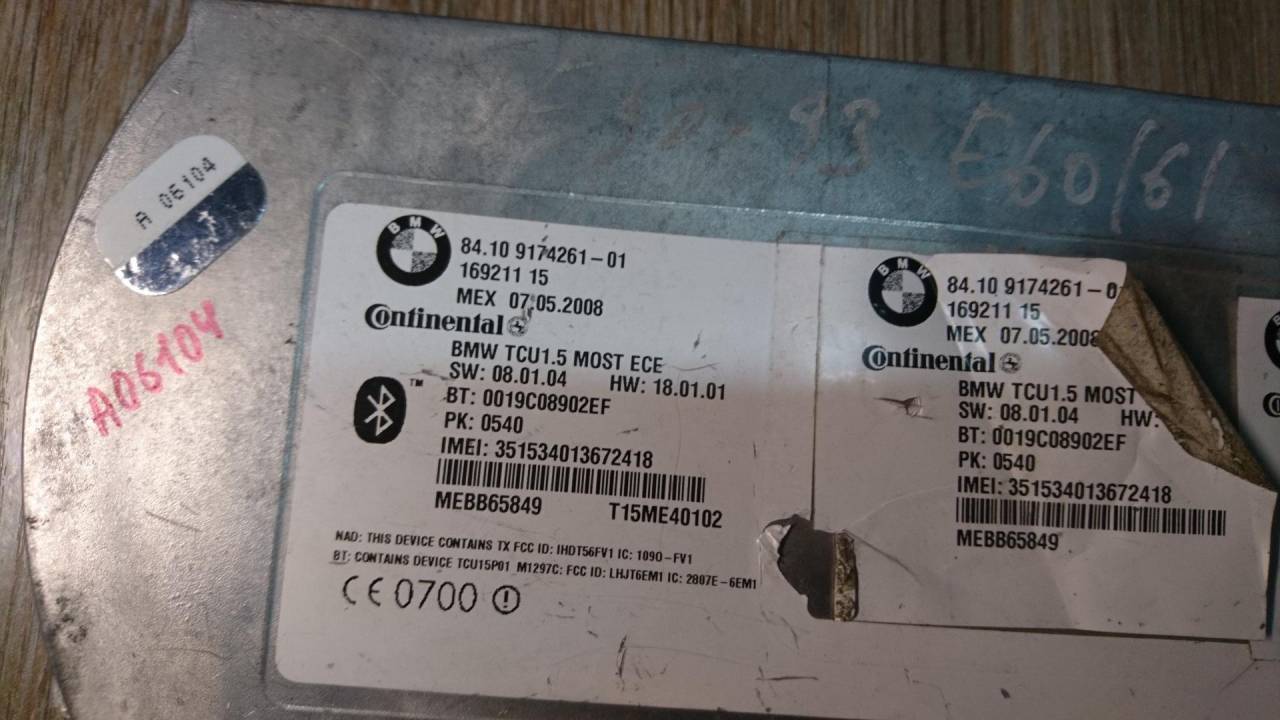 A 06104
A06104
93 E60/61
BMW
84.10 9174261-01
169211 15
MEX 07.05.2008
Continental
BMW TCU1.5 MOST ECE
SW: 08.01.04 HW: 18.01.01
BT: 0019C08902EF
PK: 0540
IMEI: 351534013672418
MEBB65849 T15ME40102
NAD: THIS DEVICE CONTAINS TX FCC ID: IHDT56FV1 IC: 1090-FV1
BT: CONTAINS DEVICE TCU15P01 M1297C: FCC ID: LHJT6EM1 IC: 2807E-6EM1
CE 0700
BMW
84.10 9174261-0
169211 15
MEX 07.05.2008
Continental
BMW TCU1.5 MOST
SW: 08.01.04 HW:
BT: 0019C08902EF
PK: 0540
IMEI: 351534013672418
MEBB65849